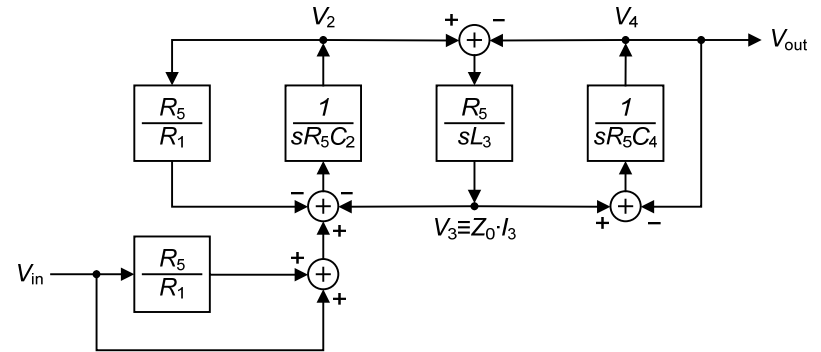 V2 + − V4 Vout
R5 1 R5 1
R1 sR5C2 sL3 sR5C4
− + − + + −
V3≡Z0·I3
+
Vin R5 + +
R1 +